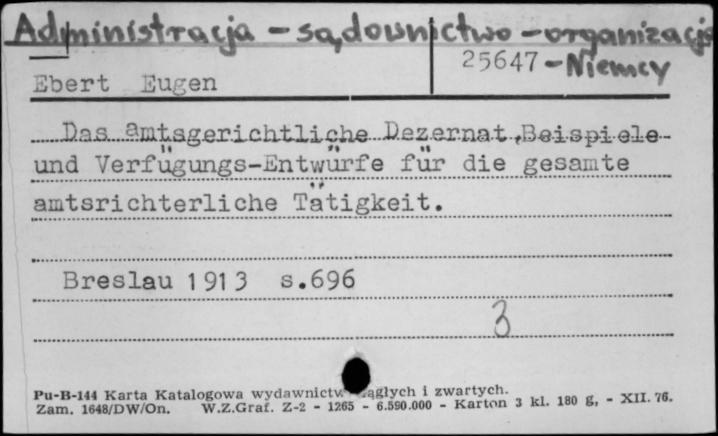 Administracja - sądownictwo - organizacja
25647 - Niemcy
Ebert Eugen
Das amtsgerichtliche Dezernat, Beispiele-
und Verfügungs-Entwürfe für die gesamte
amtsrichterliche Tätigkeit.
Breslau 1913 s.696
3
Pu-B-144 Karta Katalogowa wydawnictw ciągłych i zwartych.
Zam. 1648/DW/On. W.Z.Graf. Z-2 - 1265 - 6.590.000 - Karton 3 kl. 180 g, - XII. 76.